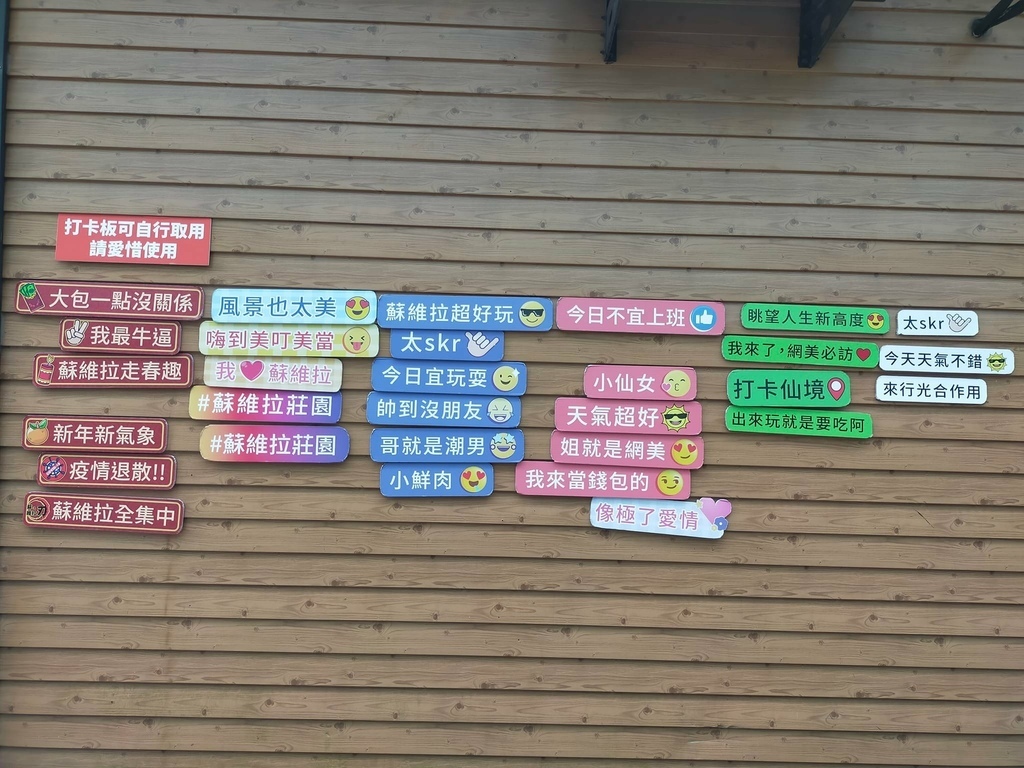 打卡板可自行取用
請愛惜使用
大包一點沒關係
我最牛逼
蘇維拉走春趣
新年新氣象
疫情退散!!
蘇維拉全集中
風景也太美
嗨到美叮美當
我蘇維拉
#蘇維拉莊園
#蘇維拉莊園
蘇維拉超好玩
太skr
今日宜玩耍
帥到沒朋友
哥就是潮男
小鮮肉
今日不宜上班
小仙女
天氣超好
姐就是網美
我來當錢包的
像極了愛情
眺望人生新高度
我來了,網美必訪
打卡仙境
出來玩就是要吃阿
太skr
今天天氣不錯
來行光合作用